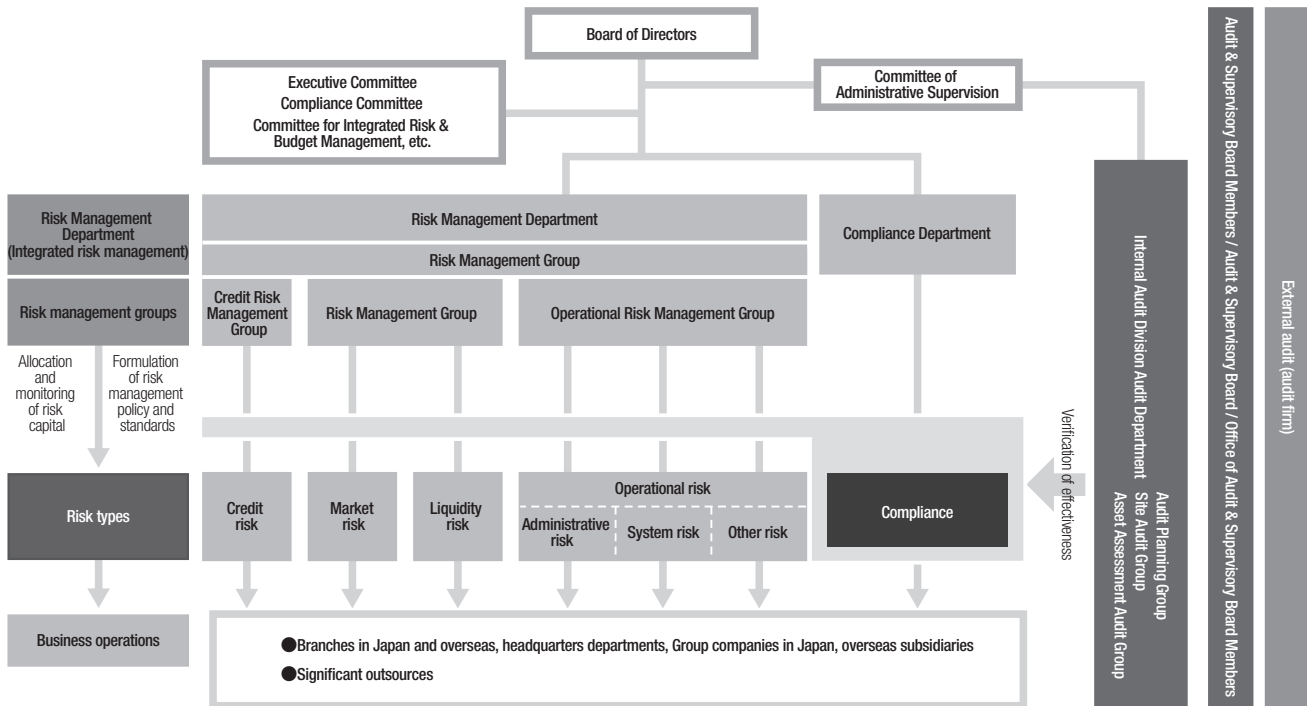 Board of Directors
Executive Committee
Compliance Committee
Committee for Integrated Risk &
Budget Management, etc.
Committee of
Administrative Supervision
Risk Management
Department
(Integrated risk management)
Risk Management Department
Compliance Department
Risk Management Group
Risk management groups
Credit Risk
Management
Group
Risk Management Group
Operational Risk Management Group
Allocation
and
monitoring
of risk
capital
Formulation
of risk
management
policy and
standards
Risk types
Credit
risk
Market
risk
Liquidity
risk
Operational risk
Administrative
risk
System risk
Other risk
Compliance
Verification of effectiveness
Business operations
●Branches in Japan and overseas, headquarters departments, Group companies in Japan, overseas subsidiaries
●Significant outsources
Internal Audit Division Audit Department
Audit Planning Group
Site Audit Group
Asset Assessment Audit Group
Audit & Supervisory Board Members / Audit & Supervisory Board / Office of Audit & Supervisory Board Members
External audit (audit firm)